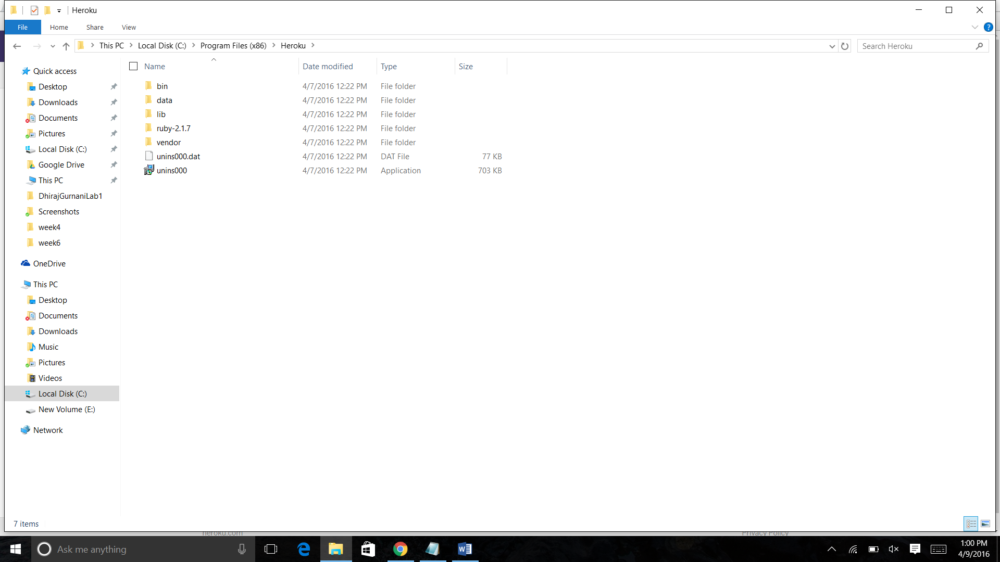 Heroku
File Home Share View
This PC Local Disk (C:) Program Files (x86) Heroku
Search Heroku
Quick access
Desktop
Downloads
Documents
Pictures
Local Disk (C:)
Google Drive
This PC
DhirajGurnaniLab1
Screenshots
week4
week6
OneDrive
This PC
Desktop
Documents
Downloads
Music
Pictures
Videos
Local Disk (C:)
New Volume (E:)
Network
Name Date modified Type Size
bin 4/7/2016 12:22 PM File folder
data 4/7/2016 12:22 PM File folder
lib 4/7/2016 12:22 PM File folder
ruby-2.1.7 4/7/2016 12:22 PM File folder
vendor 4/7/2016 12:22 PM File folder
unins000.dat 4/7/2016 12:22 PM DAT File 77 KB
unins000 4/7/2016 12:22 PM Application 703 KB
7 items
heroku.com Privacy Policy
Ask me anything
1:00 PM
4/9/2016